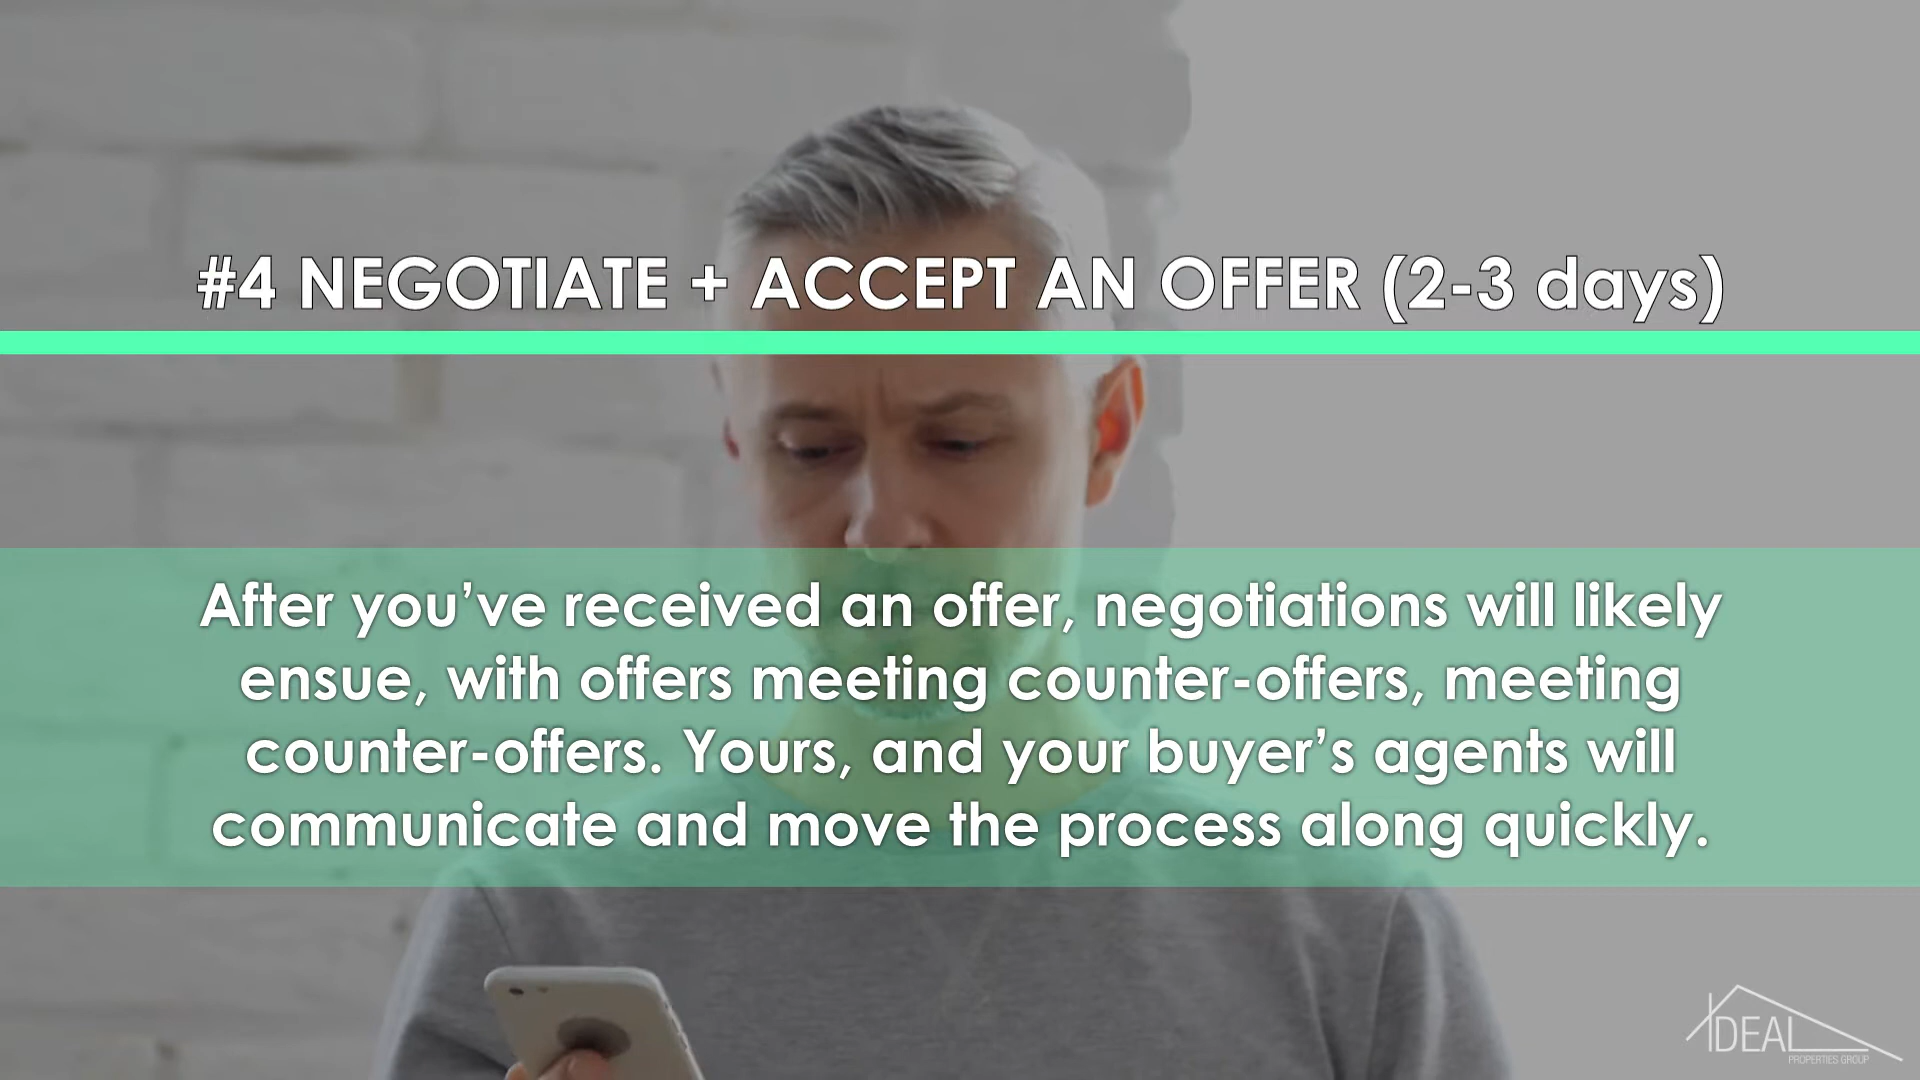 #4 NEGOTIATE + ACCEPT AN OFFER (2-3 days)
After you’ve received an offer, negotiations will likely
ensue, with offers meeting counter-offers, meeting
counter-offers. Yours, and your buyer’s agents will
communicate and move the process along quickly.
IDEAL
PROPERTIES GROUP